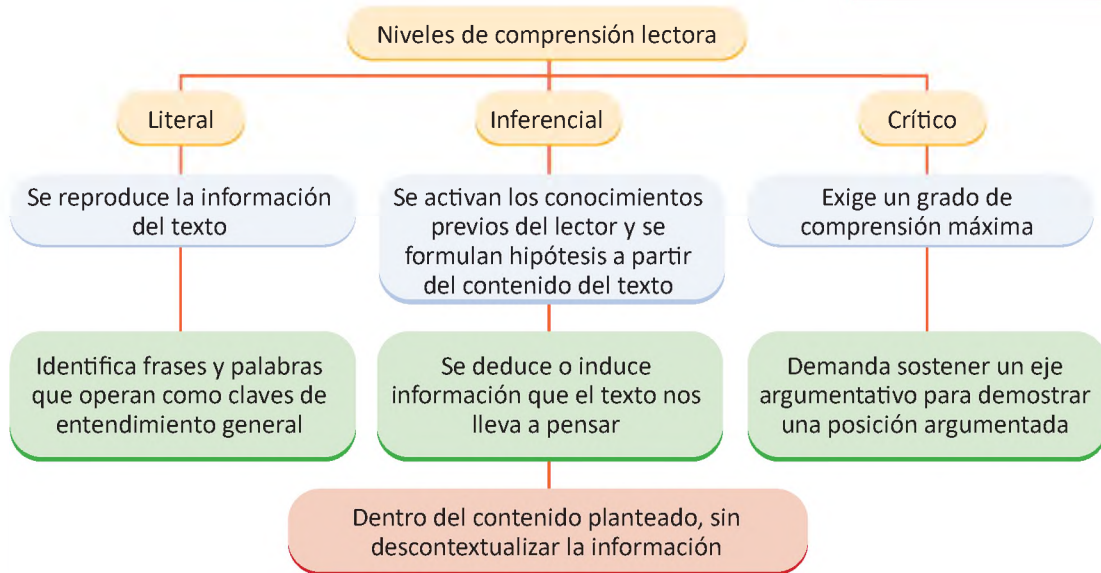 Niveles de comprensión lectora
Literal
Inferencial
Crítico
Se reproduce la información
del texto
Se activan los conocimientos
previos del lector y se
formulan hipótesis a partir
del contenido del texto
Exige un grado de
comprensión máxima
Identifica frases y palabras
que operan como claves de
entendimiento general
Se deduce o induce
información que el texto nos
lleva a pensar
Demanda sostener un eje
argumentativo para demostrar
una posición argumentada
Dentro del contenido planteado, sin
descontextualizar la información